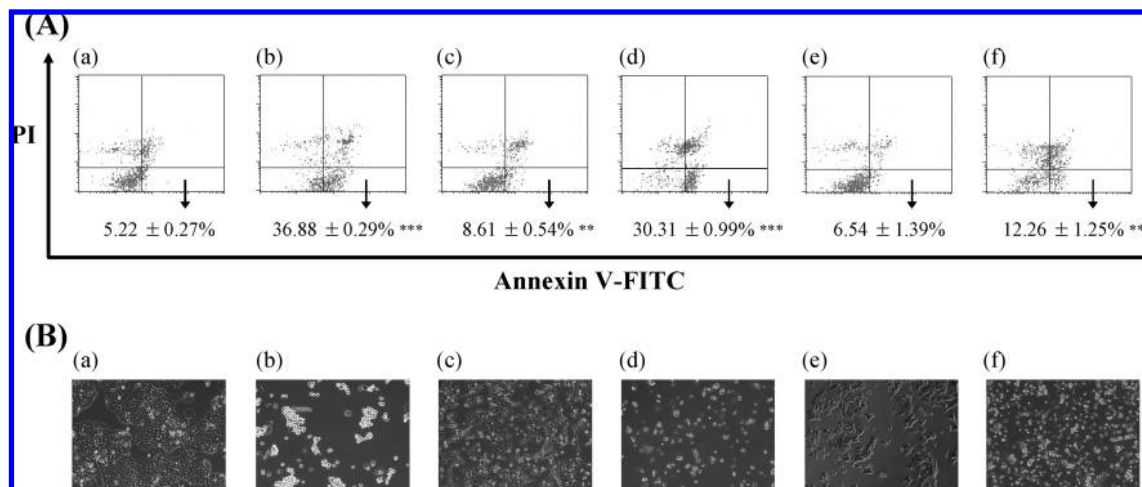 (A)
(a) (b) (c) (d) (e) (f)
PI
5.22 ± 0.27% 36.88 ± 0.29% *** 8.61 ± 0.54% ** 30.31 ± 0.99% *** 6.54 ± 1.39% 12.26 ± 1.25% **
Annexin V-FITC
(B)
(a) (b) (c) (d) (e) (f)